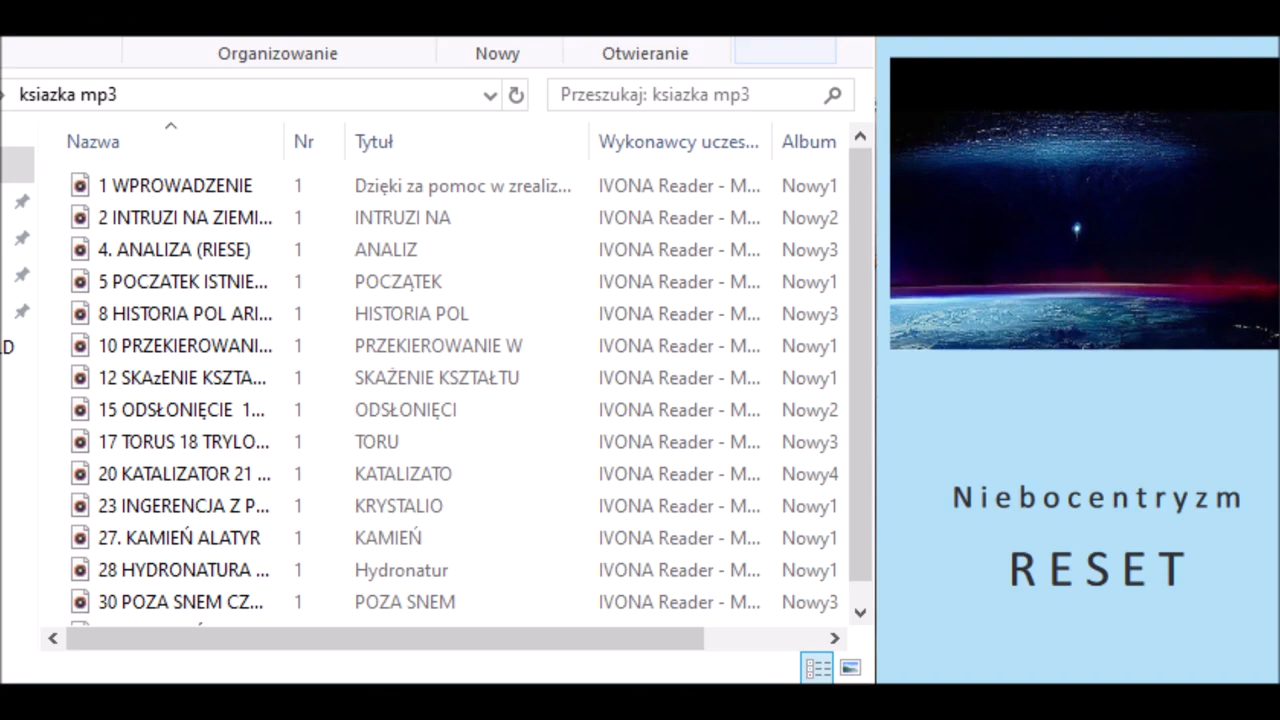 Organizowanie Nowy Otwieranie
ksiazka mp3 Przeszukaj: ksiazka mp3
Nazwa Nr Tytuł Wykonawcy uczes... Album
1 WPROWADZENIE 1 Dzięki za pomoc w zrealiz... IVONA Reader - M... Nowy1
2 INTRUZI NA ZIEMI... 1 INTRUZI NA IVONA Reader - M... Nowy2
4. ANALIZA (RIESE) 1 ANALIZ IVONA Reader - M... Nowy3
5 POCZATEK ISTNIE... 1 POCZĄTEK IVONA Reader - M... Nowy1
8 HISTORIA POL ARI... 1 HISTORIA POL IVONA Reader - M... Nowy3
10 PRZEKIEROWANI... 1 PRZEKIEROWANIE W IVONA Reader - M... Nowy1
12 SKAzENIE KSZTA... 1 SKAŻENIE KSZTAŁTU IVONA Reader - M... Nowy1
15 ODSŁONIĘCIE 1... 1 ODSŁONIĘCI IVONA Reader - M... Nowy2
17 TORUS 18 TRYLO... 1 TORU IVONA Reader - M... Nowy3
20 KATALIZATOR 21 ... 1 KATALIZATO IVONA Reader - M... Nowy4
23 INGERENCJA Z P... 1 KRYSTALIO IVONA Reader - M... Nowy1
27. KAMIEŃ ALATYR 1 KAMIEŃ IVONA Reader - M... Nowy1
28 HYDRONATURA ... 1 Hydronatur IVONA Reader - M... Nowy1
30 POZA SNEM CZ... 1 POZA SNEM IVONA Reader - M... Nowy3
Niebocentryzm
RESET